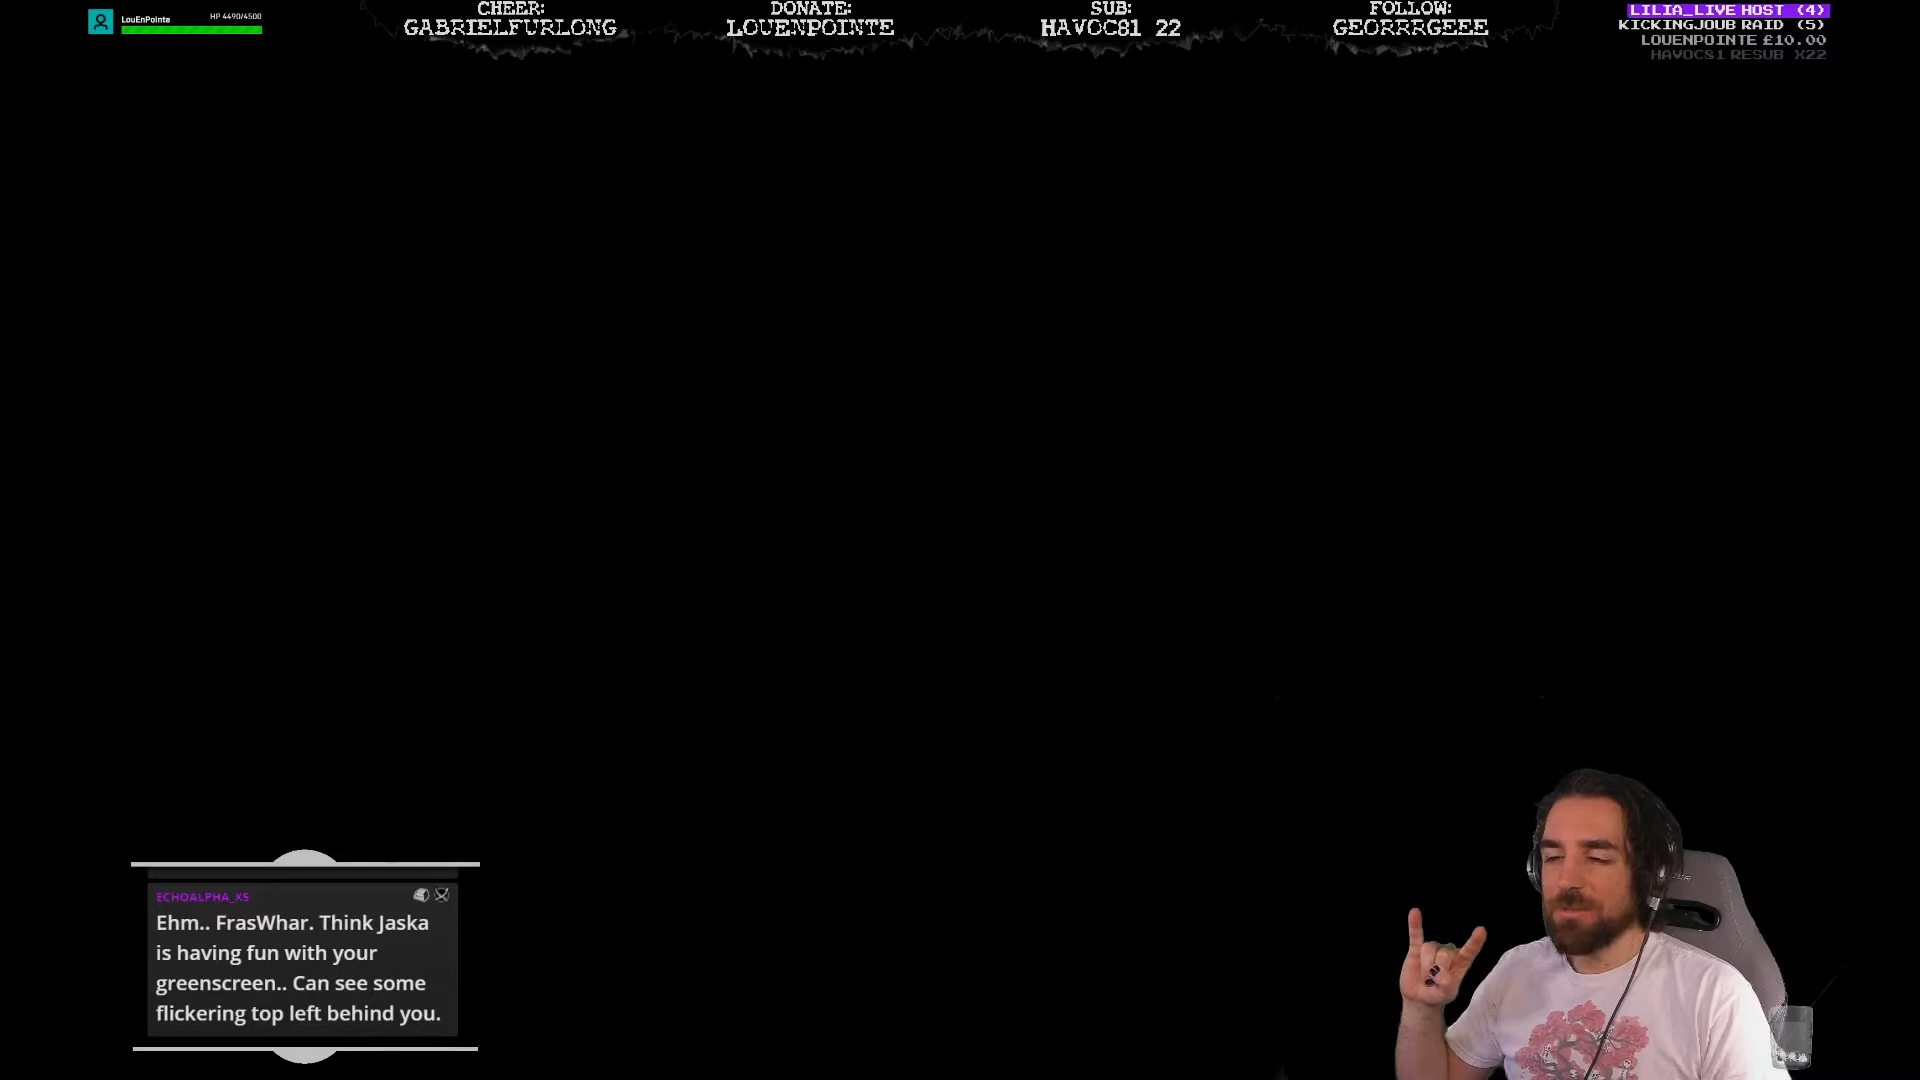 LouEnPointe HP 4490/4500
CHEER:
GABRIELFURLONG
DONATE:
LOUENPOINTE
SUB:
HAVOC81 22
FOLLOW:
GEORRRGEEE
LILIA_LIVE HOST (4)
KICKINGJOUB RAID (5)
LOUENPOINTE £10.00
HAVOC81 RESUB X22
ECHOALPHA_X5
Ehm.. FrasWhar. Think Jaska
is having fun with your
greenscreen.. Can see some
flickering top left behind you.